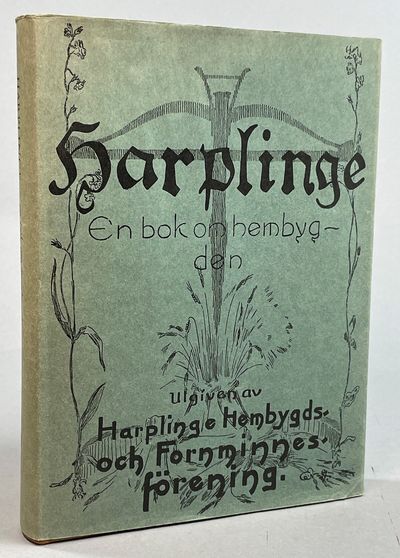 Harplinge
En bok om hembyg-
den
utgiven av
Harplinge Hembygds-
och Fornminnes-
förening.